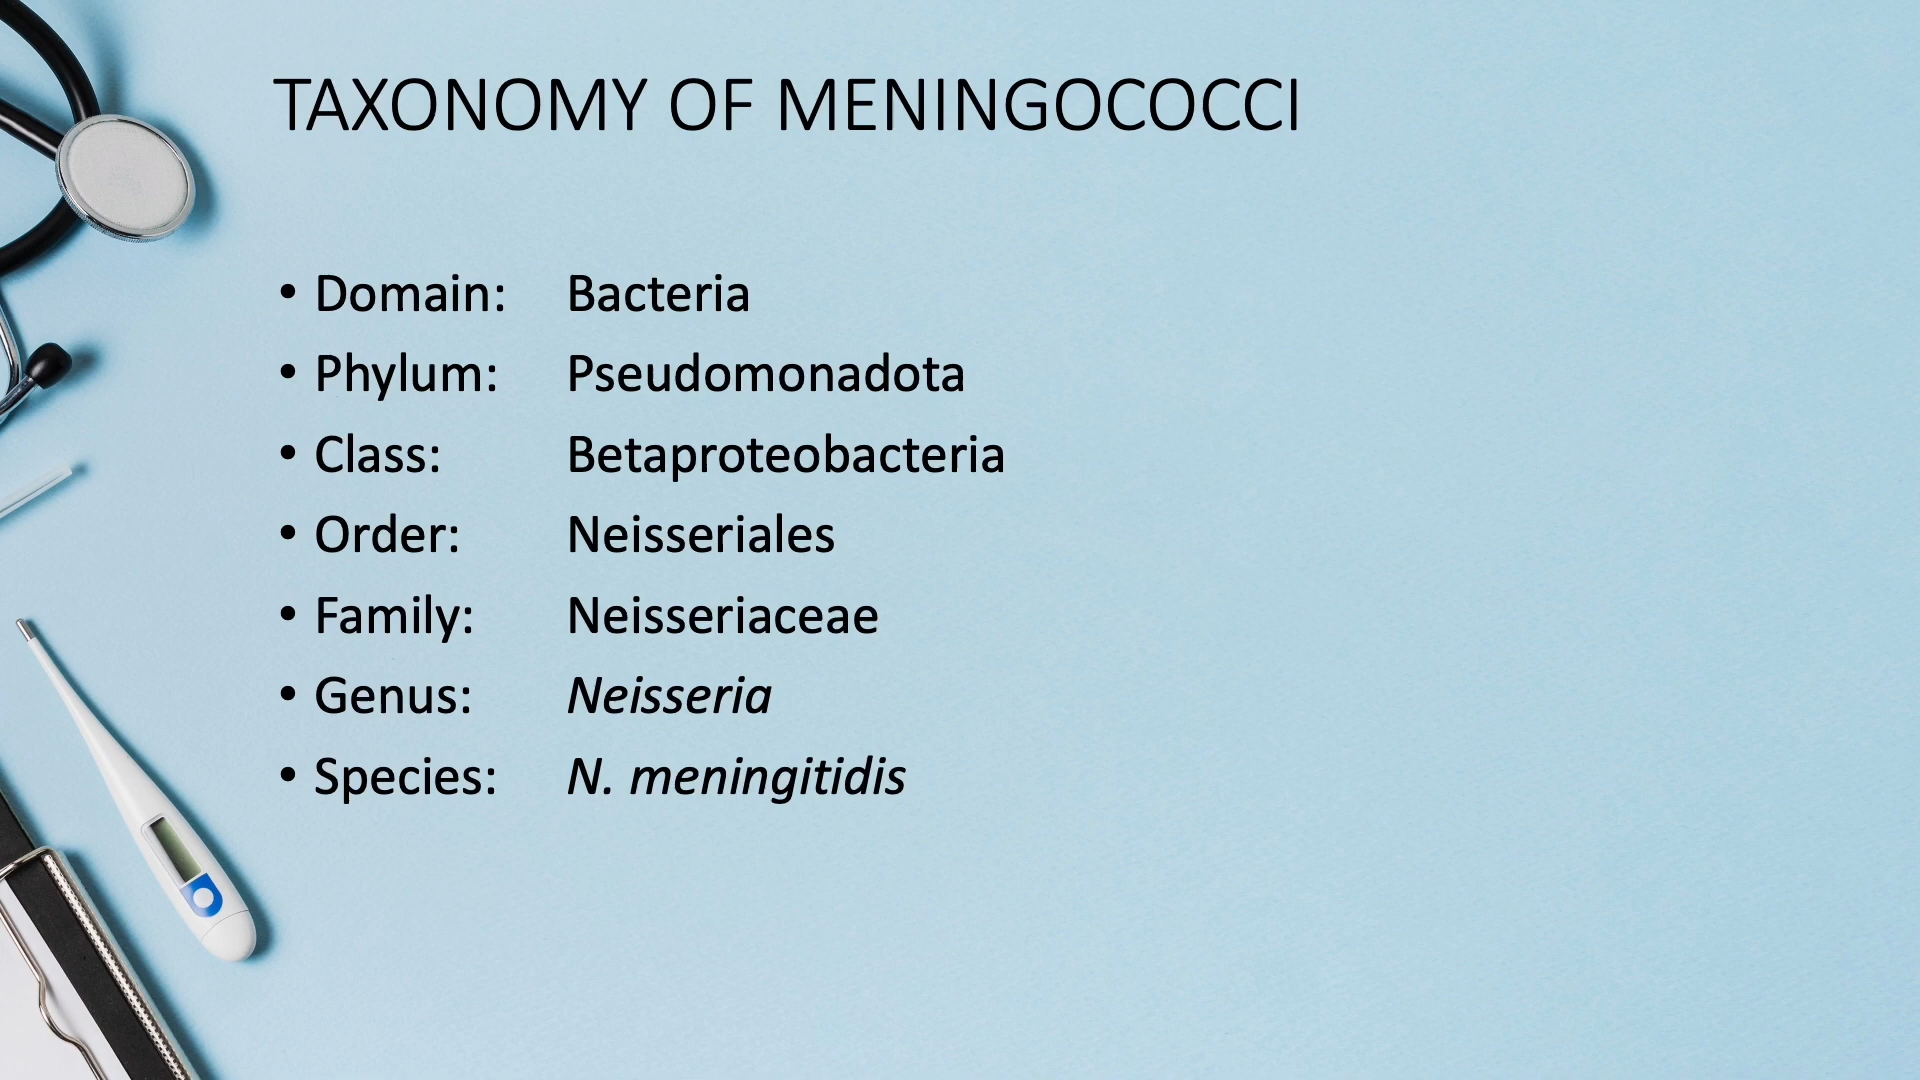 TAXONOMY OF MENINGOCOCCI
• Domain: Bacteria
• Phylum: Pseudomonadota
• Class: Betaproteobacteria
• Order: Neisseriales
• Family: Neisseriaceae
• Genus: Neisseria
• Species: N. meningitidis